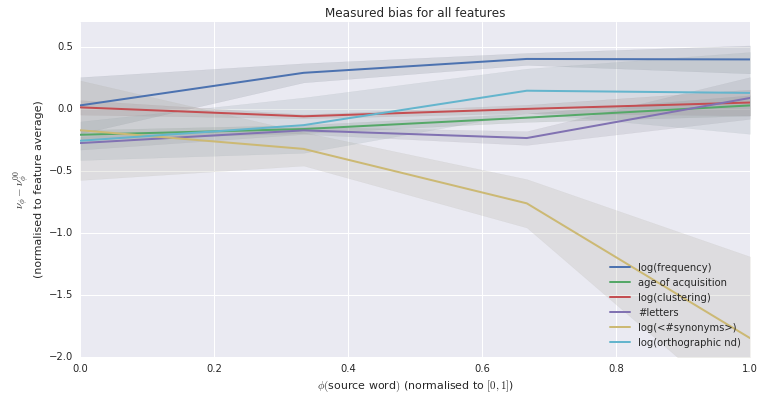 Measured bias for all features
0.5
0.0
−0.5
−1.0
−1.5
−2.0
ν_ϕ − ν_ϕ^00
(normalised to feature average)
log(frequency)
age of acquisition
log(clustering)
#letters
log(<#synonyms>)
log(orthographic nd)
0.0 0.2 0.4 0.6 0.8 1.0
ϕ(source word) (normalised to [0,1])